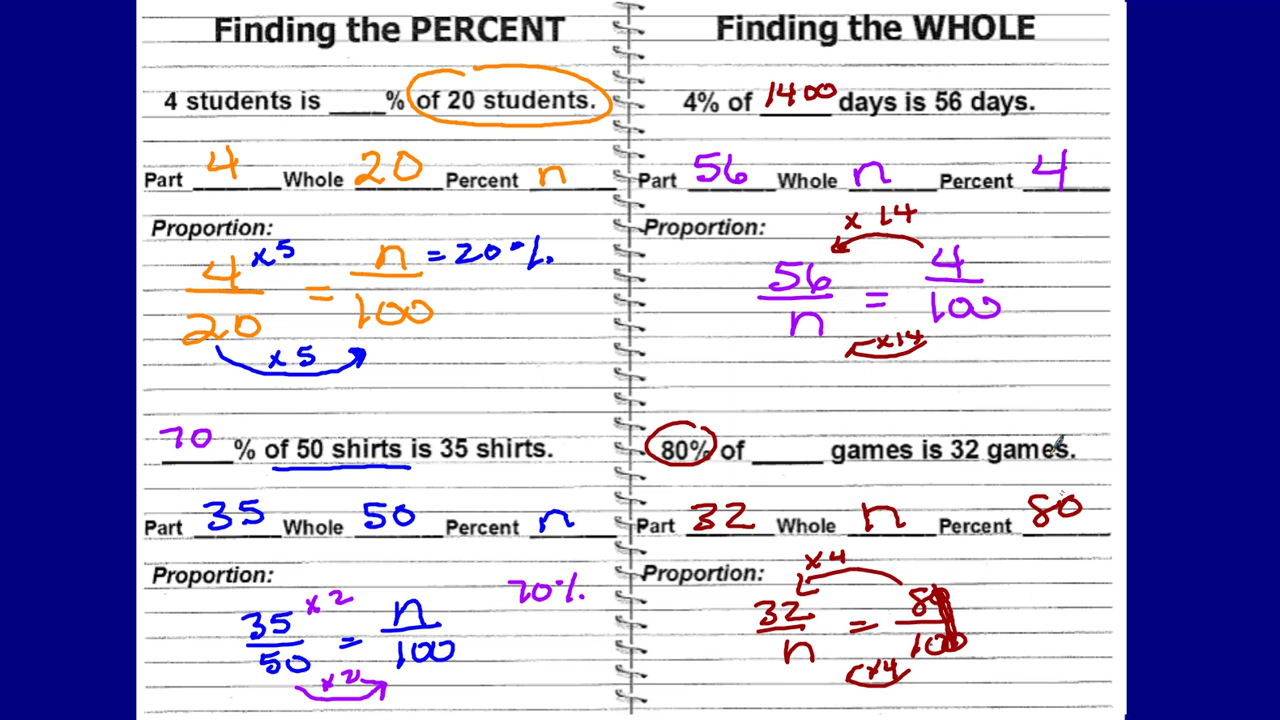 Finding the PERCENT
4 students is ____% of 20 students.
Part 4 Whole 20 Percent n
Proportion:
x5
4/20 = n/100 = 20%.
x5
70 % of 50 shirts is 35 shirts.
Part 35 Whole 50 Percent n
Proportion:
70%.
x2
35/50 = n/100
x2
Finding the WHOLE
4% of 1400 days is 56 days.
Part 56 Whole n Percent 4
Proportion:
x 14
56/n = 4/100
x14
80% of ____ games is 32 games.
Part 32 Whole n Percent 80
Proportion:
x4
32/n = 80/100
x4